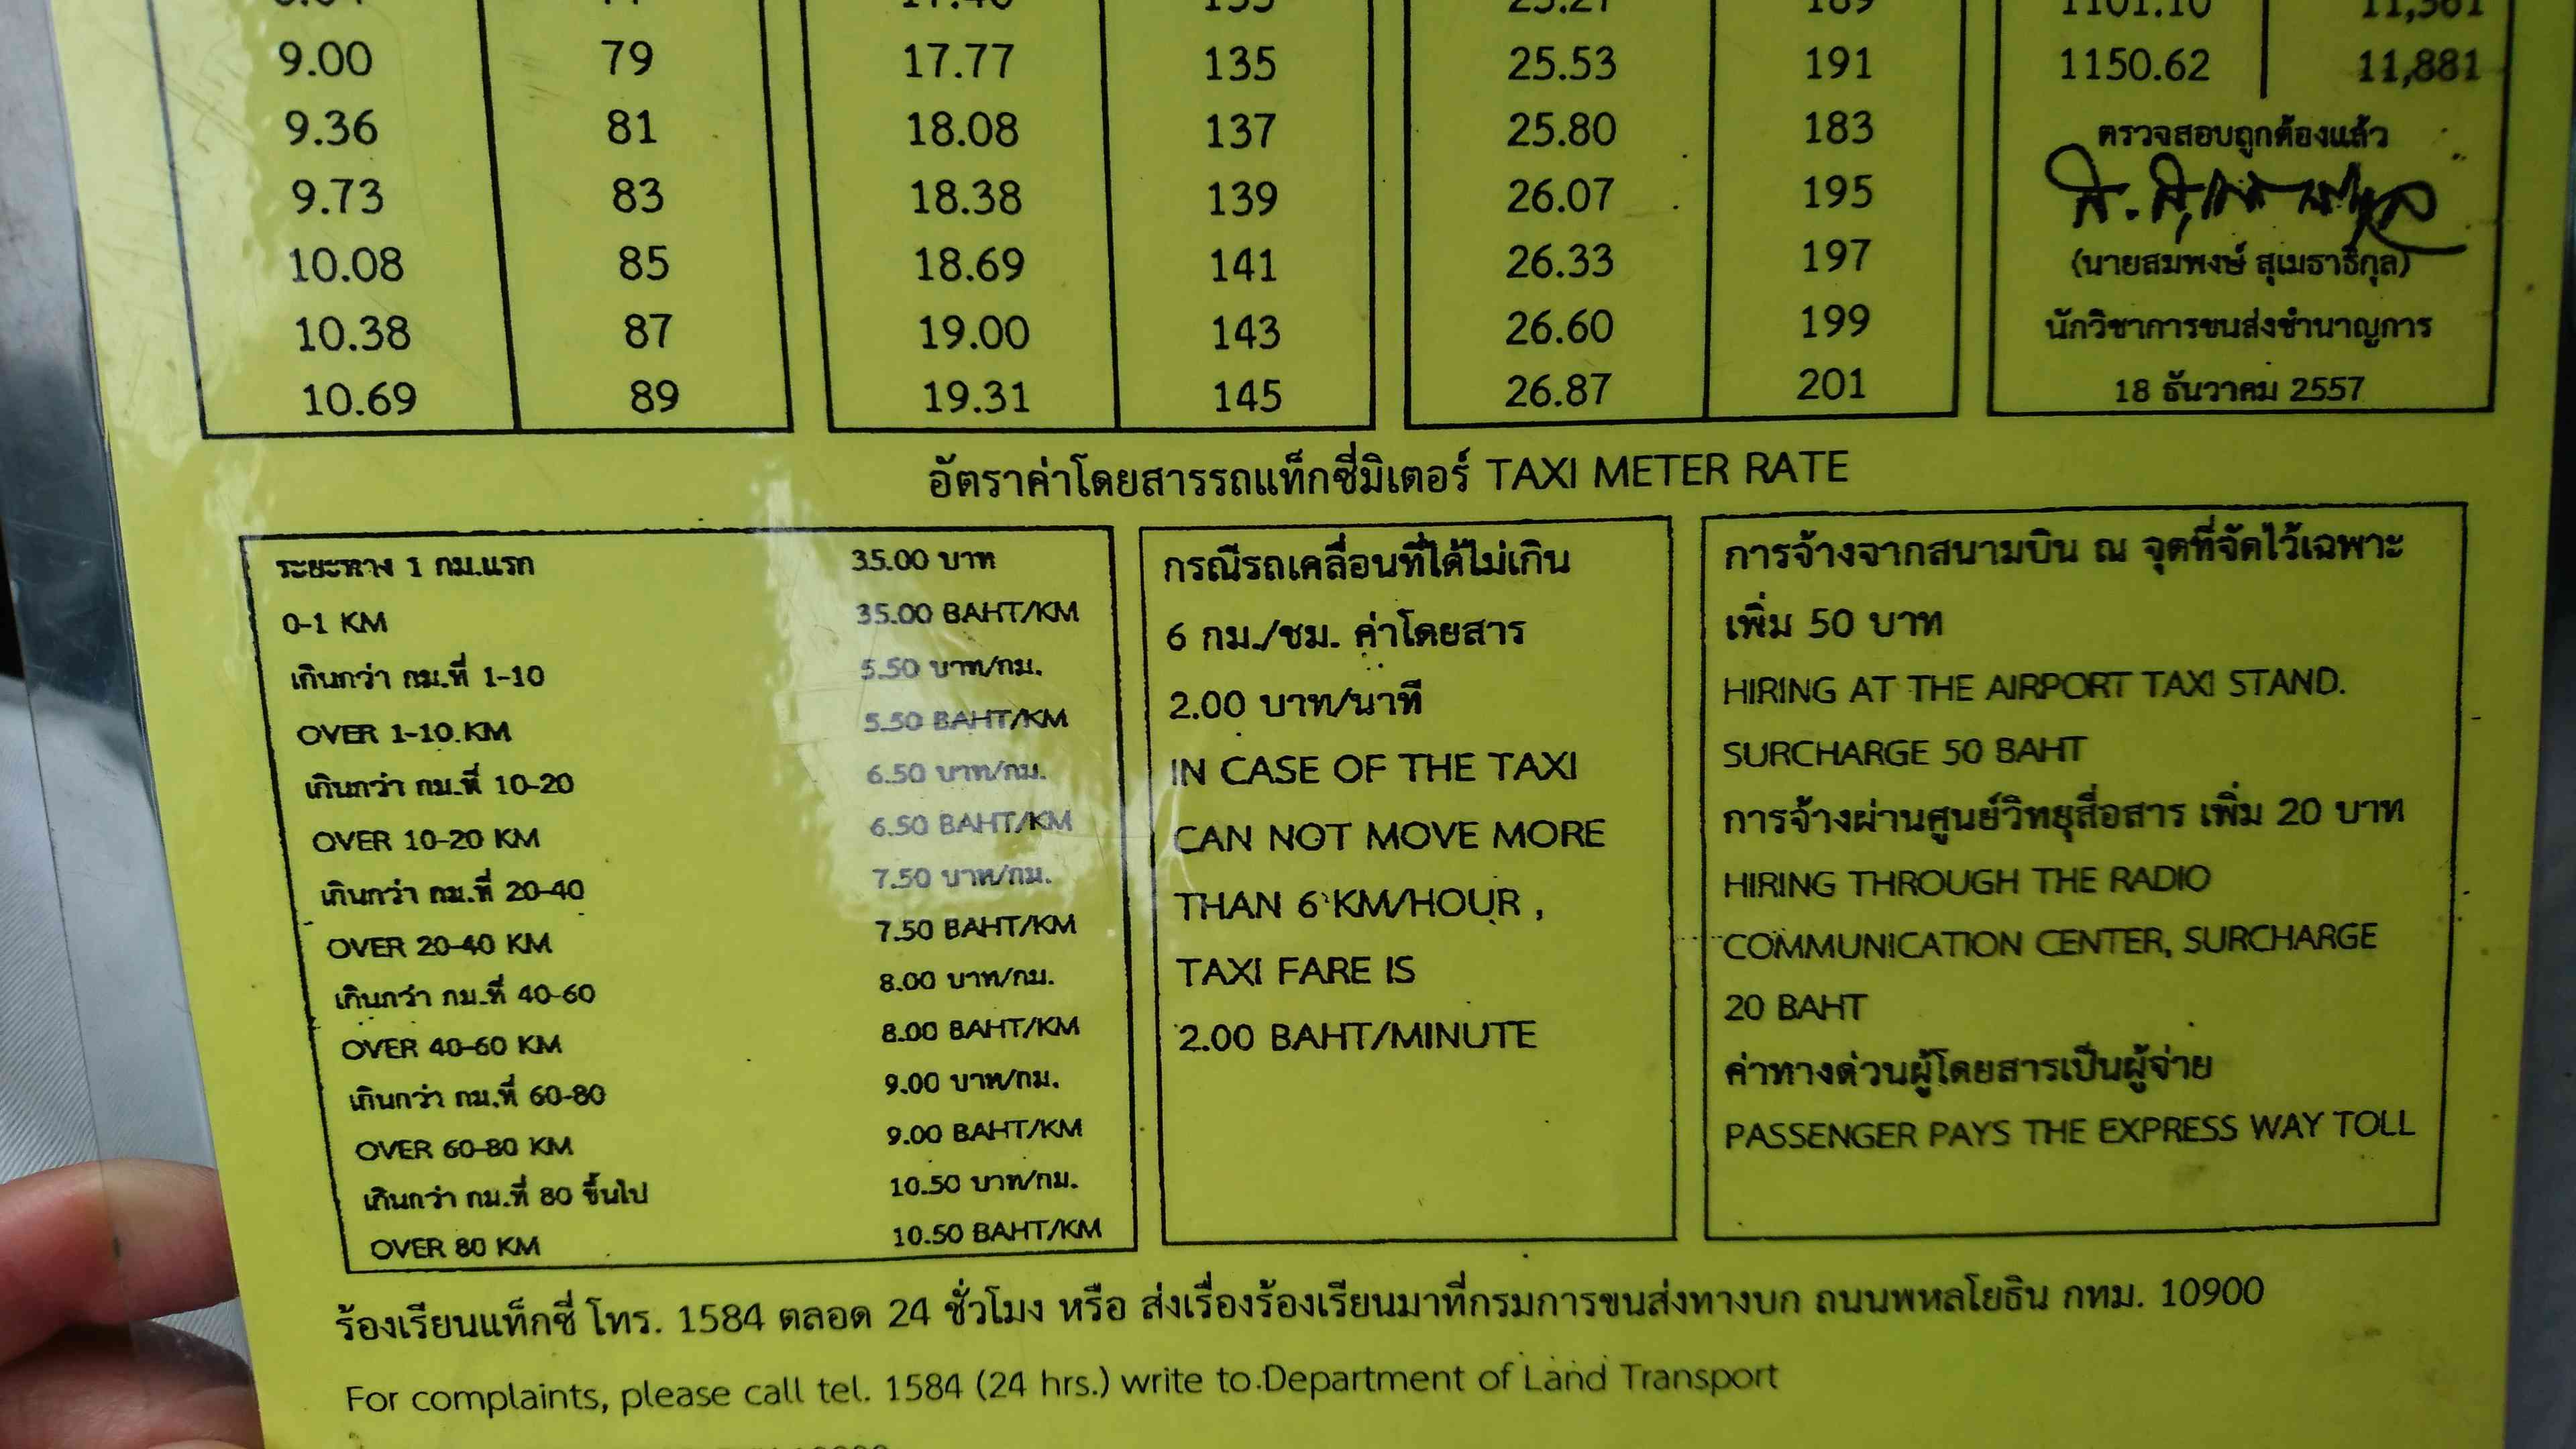 9.00 79 17.77 135 25.53 191 1150.62 11,881
9.36 81 18.08 137 25.80 183 ตรวจสอบถูกต้องแล้ว
9.73 83 18.38 139 26.07 195
10.08 85 18.69 141 26.33 197 (นายสมพงษ์ สุเมธาธิกุล)
10.38 87 19.00 143 26.60 199 นักวิชาการขนส่งชำนาญการ
10.69 89 19.31 145 26.87 201 18 ธันวาคม 2557
อัตราค่าโดยสารรถแท็กซี่มิเตอร์ TAXI METER RATE
ระยะทาง 1 กม.แรก 35.00 บาท
0-1 KM 35.00 BAHT/KM
เกินกว่า กม.ที่ 1-10 5.50 บาท/กม.
OVER 1-10 KM 5.50 BAHT/KM
เกินกว่า กม.ที่ 10-20 6.50 บาท/กม.
OVER 10-20 KM 6.50 BAHT/KM
เกินกว่า กม.ที่ 20-40 7.50 บาท/กม.
OVER 20-40 KM 7.50 BAHT/KM
เกินกว่า กม.ที่ 40-60 8.00 บาท/กม.
OVER 40-60 KM 8.00 BAHT/KM
เกินกว่า กม.ที่ 60-80 9.00 บาท/กม.
OVER 60-80 KM 9.00 BAHT/KM
เกินกว่า กม.ที่ 80 ขึ้นไป 10.50 บาท/กม.
OVER 80 KM 10.50 BAHT/KM
กรณีรถเคลื่อนที่ได้ไม่เกิน
6 กม./ชม. ค่าโดยสาร
2.00 บาท/นาที
IN CASE OF THE TAXI
CAN NOT MOVE MORE
THAN 6 KM/HOUR ,
TAXI FARE IS
2.00 BAHT/MINUTE
การจ้างจากสนามบิน ณ จุดที่จัดไว้เฉพาะ
เพิ่ม 50 บาท
HIRING AT THE AIRPORT TAXI STAND.
SURCHARGE 50 BAHT
การจ้างผ่านศูนย์วิทยุสื่อสาร เพิ่ม 20 บาท
HIRING THROUGH THE RADIO
COMMUNICATION CENTER, SURCHARGE
20 BAHT
ค่าทางด่วนผู้โดยสารเป็นผู้จ่าย
PASSENGER PAYS THE EXPRESS WAY TOLL
ร้องเรียนแท็กซี่ โทร. 1584 ตลอด 24 ชั่วโมง หรือ ส่งเรื่องร้องเรียนมาที่กรมการขนส่งทางบก ถนนพหลโยธิน กทม. 10900
For complaints, please call tel. 1584 (24 hrs.) write to Department of Land Transport